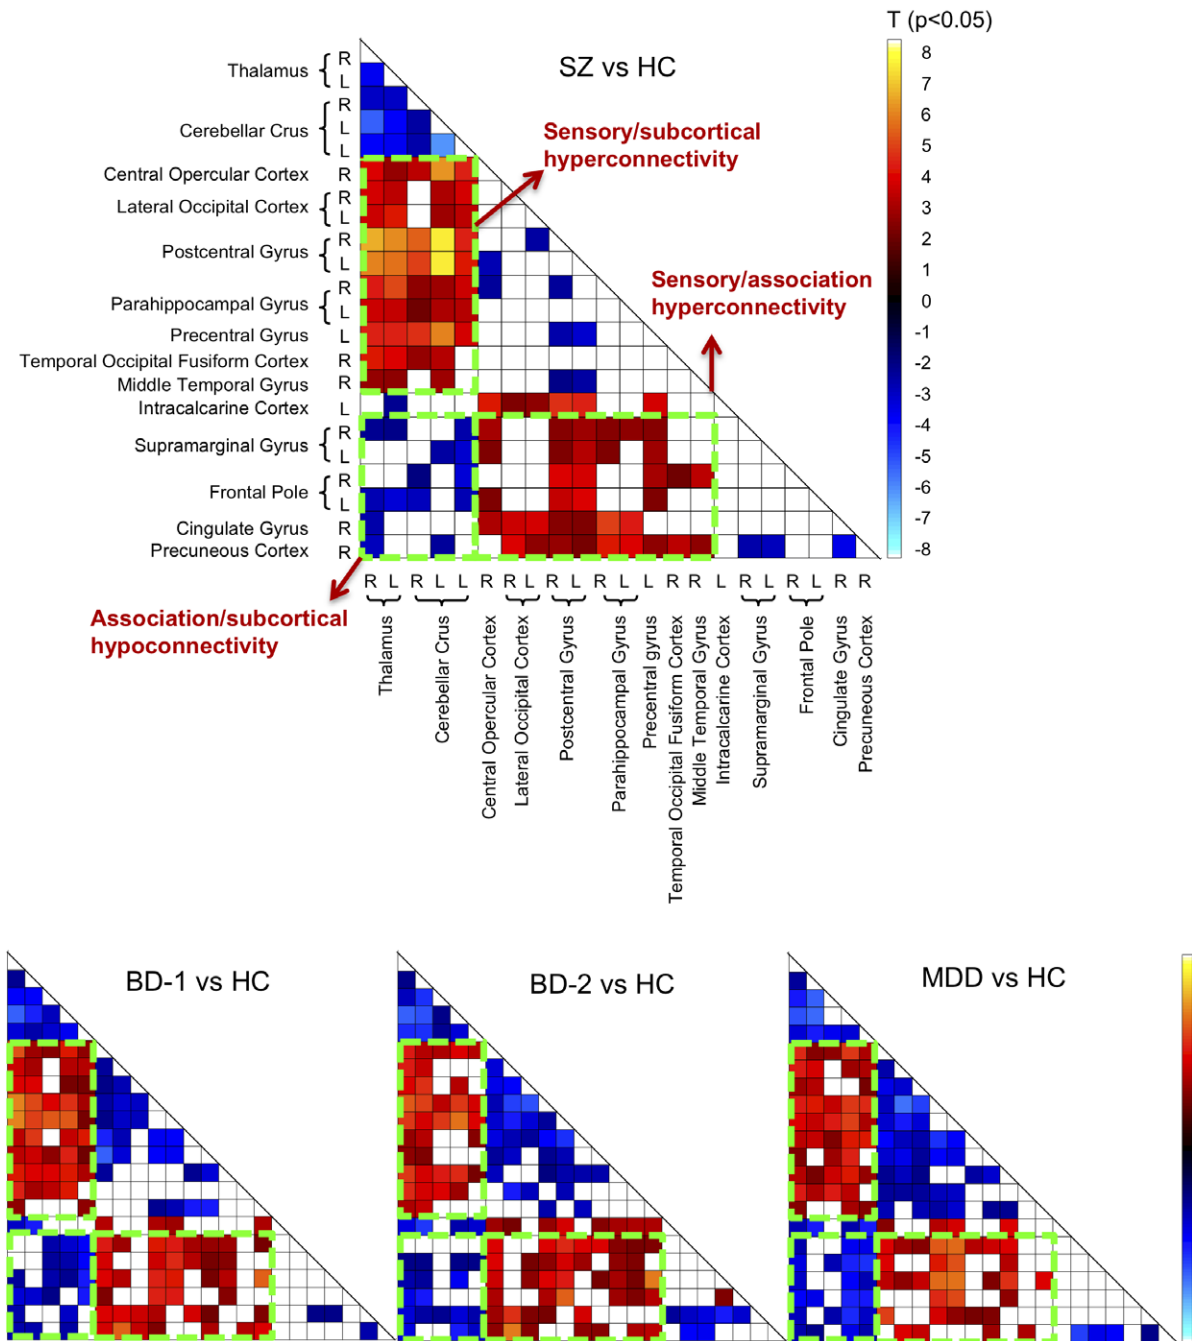 T (p<0.05)
SZ vs HC
Sensory/subcortical
hyperconnectivity
Sensory/association
hyperconnectivity
Association/subcortical
hypoconnectivity
Thalamus { R
L
Cerebellar Crus { R
L
L
Central Opercular Cortex R
Lateral Occipital Cortex { R
L
Postcentral Gyrus { R
L
Parahippocampal Gyrus { R
L
Precentral Gyrus L
Temporal Occipital Fusiform Cortex R
Middle Temporal Gyrus R
Intracalcarine Cortex L
Supramarginal Gyrus { R
L
Frontal Pole { R
L
Cingulate Gyrus R
Precuneous Cortex R
8
7
6
5
4
3
2
1
0
-1
-2
-3
-4
-5
-6
-7
-8
R L R L L R R L R L R L L R R L R L R L R R
Thalamus
Cerebellar Crus
Central Opercular Cortex
Lateral Occipital Cortex
Postcentral Gyrus
Parahippocampal Gyrus
Precentral gyrus
Temporal Occipital Fusiform Cortex
Middle Temporal Gyrus
Intracalcarine Cortex
Supramarginal Gyrus
Frontal Pole
Cingulate Gyrus
Precuneous Cortex
BD-1 vs HC
BD-2 vs HC
MDD vs HC